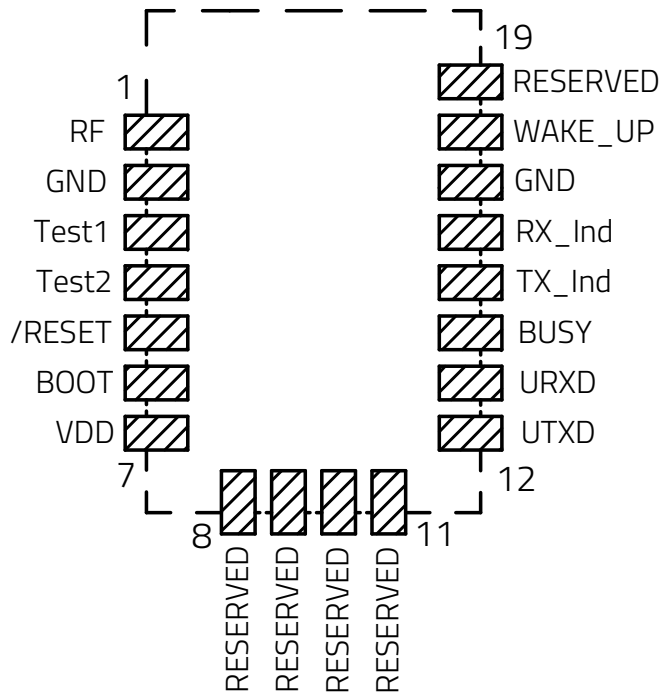 1
RF
GND
Test1
Test2
/RESET
BOOT
VDD
7
8
RESERVED
RESERVED
RESERVED
RESERVED
11
12
UTXD
URXD
BUSY
TX_Ind
RX_Ind
GND
WAKE_UP
RESERVED
19